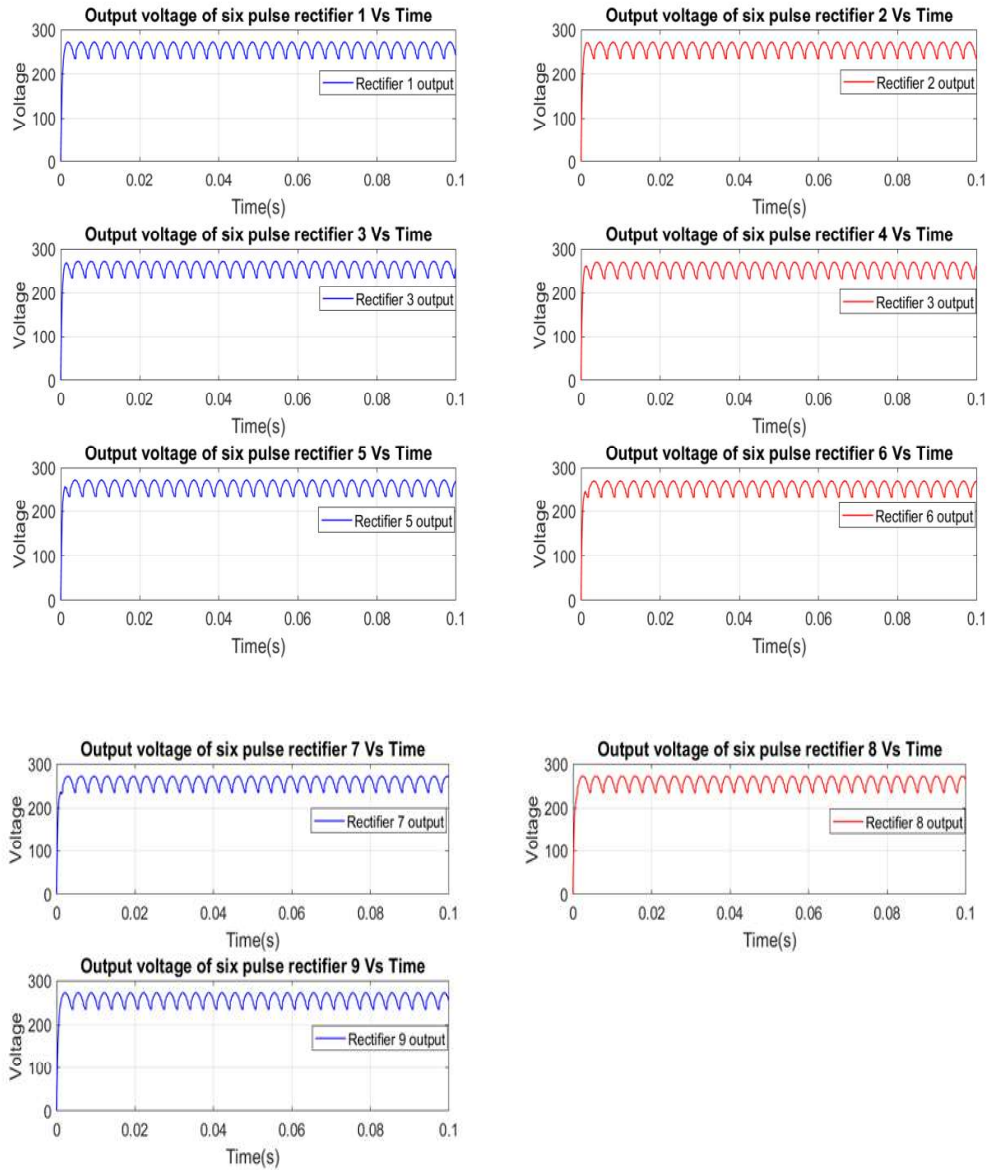 Output voltage of six pulse rectifier 1 Vs Time
300
200
100
0
Voltage
Rectifier 1 output
0 0.02 0.04 0.06 0.08 0.1
Time(s)
Output voltage of six pulse rectifier 2 Vs Time
300
200
100
0
Voltage
Rectifier 2 output
0 0.02 0.04 0.06 0.08 0.1
Time(s)
Output voltage of six pulse rectifier 3 Vs Time
300
200
100
0
Voltage
Rectifier 3 output
0 0.02 0.04 0.06 0.08 0.1
Time(s)
Output voltage of six pulse rectifier 4 Vs Time
300
200
100
0
Voltage
Rectifier 3 output
0 0.02 0.04 0.06 0.08 0.1
Time(s)
Output voltage of six pulse rectifier 5 Vs Time
300
200
100
0
Voltage
Rectifier 5 output
0 0.02 0.04 0.06 0.08 0.1
Time(s)
Output voltage of six pulse rectifier 6 Vs Time
300
200
100
0
Voltage
Rectifier 6 output
0 0.02 0.04 0.06 0.08 0.1
Time(s)
Output voltage of six pulse rectifier 7 Vs Time
300
200
100
0
Voltage
Rectifier 7 output
0 0.02 0.04 0.06 0.08 0.1
Time(s)
Output voltage of six pulse rectifier 8 Vs Time
300
200
100
0
Voltage
Rectifier 8 output
0 0.02 0.04 0.06 0.08 0.1
Time(s)
Output voltage of six pulse rectifier 9 Vs Time
300
200
100
0
Voltage
Rectifier 9 output
0 0.02 0.04 0.06 0.08 0.1
Time(s)